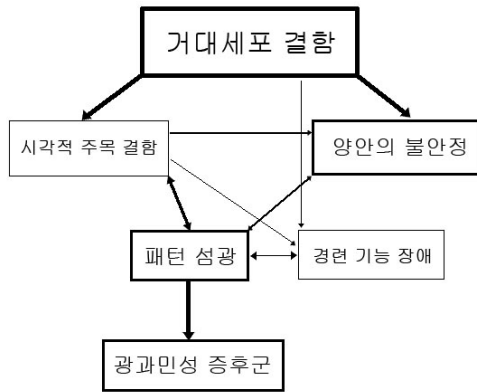 거대세포 결함
시각적 주목 결함
양안의 불안정
패턴 섬광
경련 기능 장애
광과민성 증후군